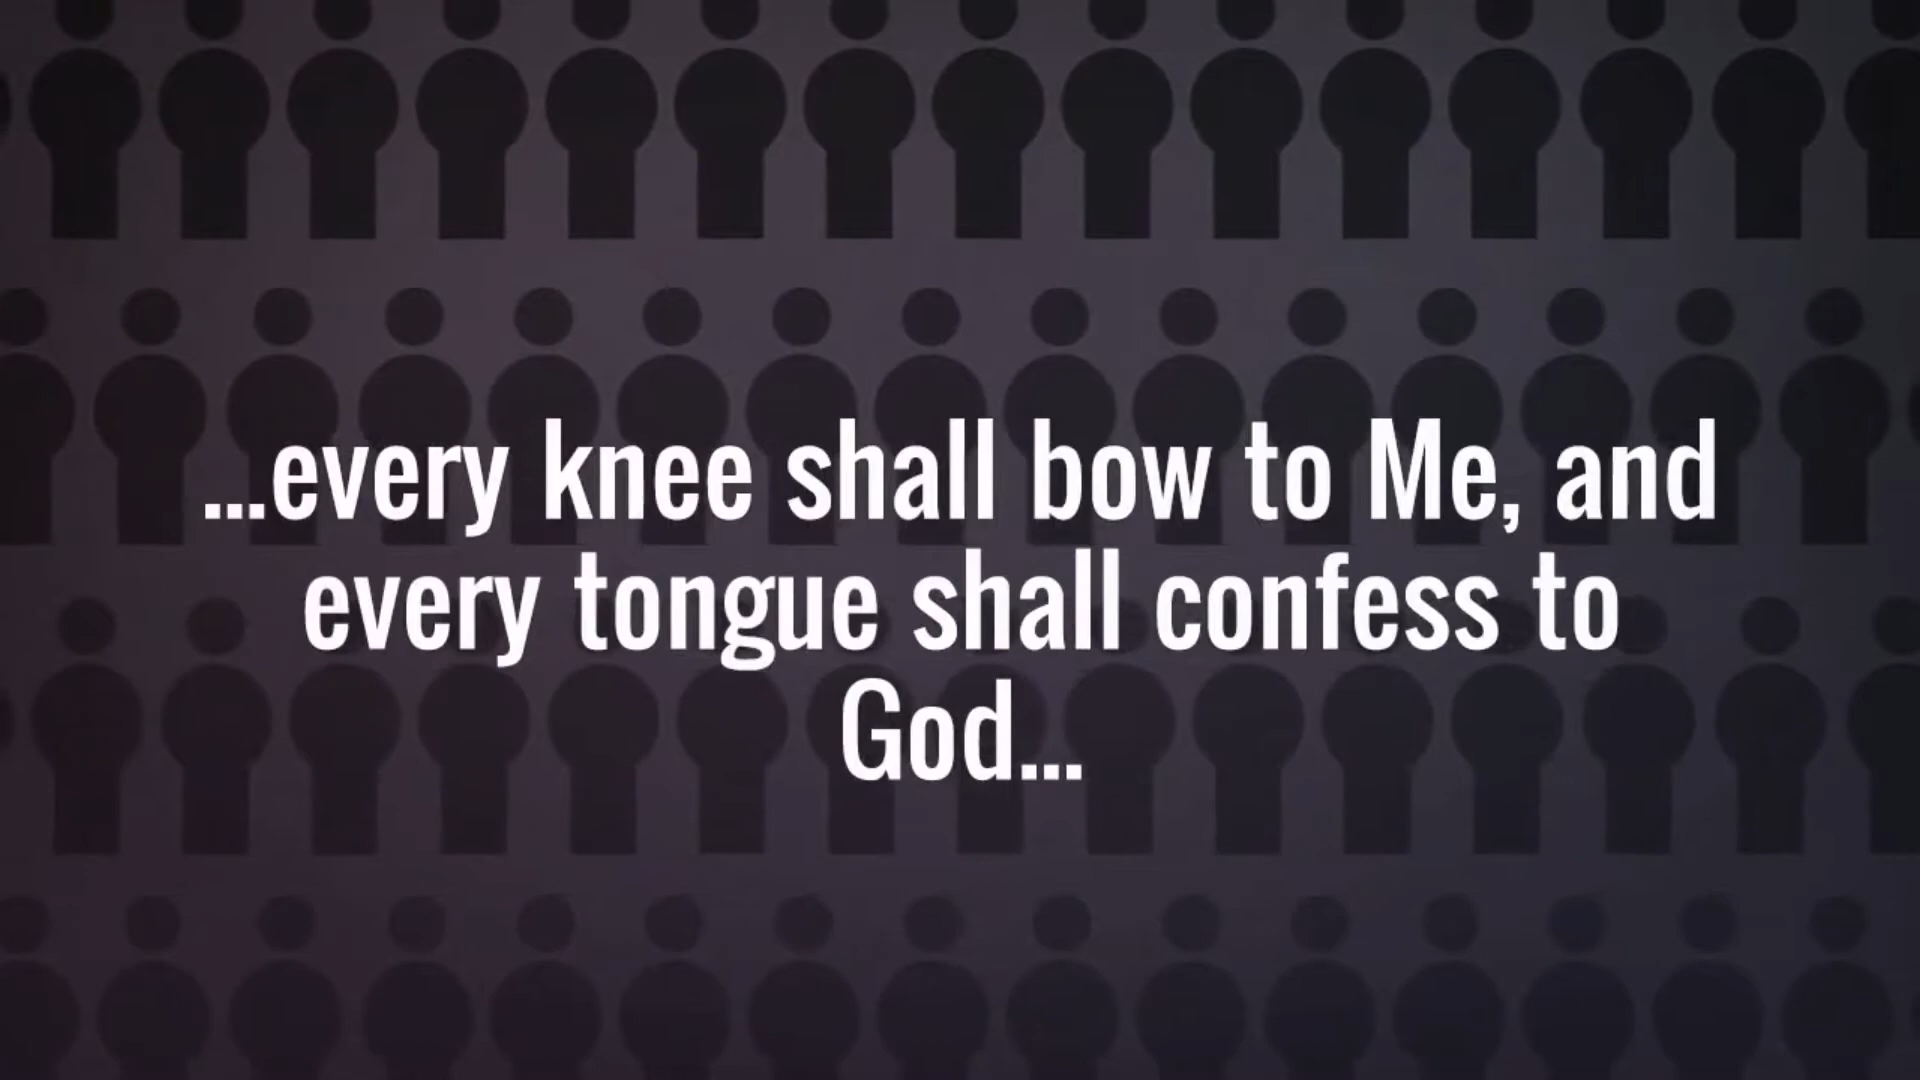 ...every knee shall bow to Me, and
every tongue shall confess to
God...